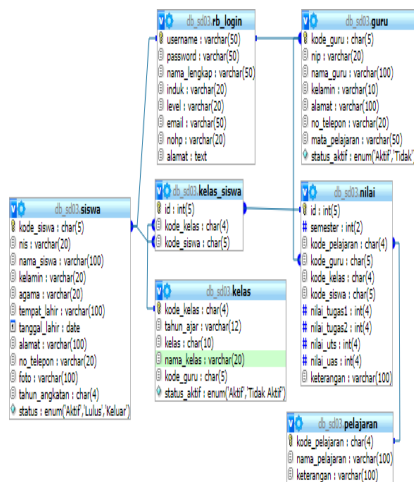 db_sd03.rb_login
username : varchar(50)
password : varchar(50)
nama_lengkap : varchar(50)
induk : varchar(20)
level : varchar(20)
email : varchar(50)
nohp : varchar(20)
alamat : text
db_sd03.guru
kode_guru : char(5)
nip : varchar(20)
nama_guru : varchar(100)
kelamin : varchar(10)
alamat : varchar(100)
no_telepon : varchar(20)
mata_pelajaran : varchar(50)
status_aktif : enum('Aktif','Tidak
db_sd03.siswa
kode_siswa : char(5)
nis : varchar(20)
nama_siswa : varchar(100)
kelamin : varchar(20)
agama : varchar(20)
tempat_lahir : varchar(100)
tanggal_lahir : date
alamat : varchar(100)
no_telepon : varchar(20)
foto : varchar(100)
tahun_angkatan : char(4)
status : enum('Aktif','Lulus','Keluar')
db_sd03.kelas_siswa
id : int(5)
kode_kelas : char(4)
kode_siswa : char(5)
db_sd03.kelas
kode_kelas : char(4)
tahun_ajar : varchar(12)
kelas : char(10)
nama_kelas : varchar(20)
kode_guru : char(5)
status_aktif : enum('Aktif','Tidak Aktif')
db_sd03.nilai
id : int(5)
# semester : int(2)
kode_pelajaran : char(4)
kode_guru : char(5)
kode_kelas : char(4)
kode_siswa : char(5)
# nilai_tugas1 : int(4)
# nilai_tugas2 : int(4)
# nilai_uts : int(4)
# nilai_uas : int(4)
keterangan : varchar(100)
db_sd03.pelajaran
kode_pelajaran : char(4)
nama_pelajaran : varchar(100)
keterangan : varchar(100)